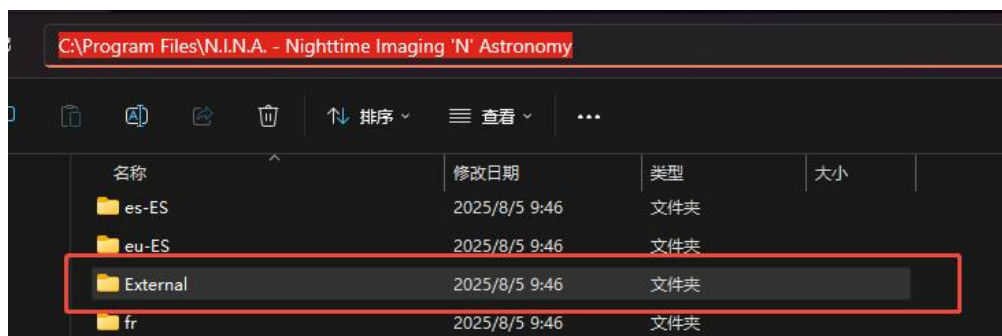 C:\Program Files\N.I.N.A. - Nighttime Imaging 'N' Astronomy
排序 查看
名称 修改日期 类型 大小
es-ES 2025/8/5 9:46 文件夹
eu-ES 2025/8/5 9:46 文件夹
External 2025/8/5 9:46 文件夹
fr 2025/8/5 9:46 文件夹